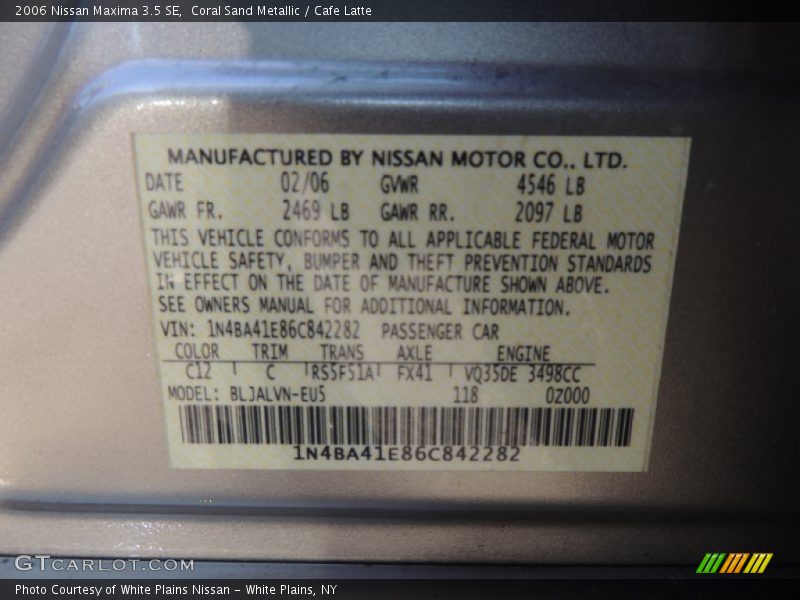 2006 Nissan Maxima 3.5 SE, Coral Sand Metallic / Cafe Latte
MANUFACTURED BY NISSAN MOTOR CO., LTD.
DATE 02/06 GVWR 4546 LB
GAWR FR. 2469 LB GAWR RR. 2097 LB
THIS VEHICLE CONFORMS TO ALL APPLICABLE FEDERAL MOTOR
VEHICLE SAFETY, BUMPER AND THEFT PREVENTION STANDARDS
IN EFFECT ON THE DATE OF MANUFACTURE SHOWN ABOVE.
SEE OWNERS MANUAL FOR ADDITIONAL INFORMATION.
VIN: 1N4BA41E86C842282 PASSENGER CAR
COLOR TRIM TRANS AXLE ENGINE
C12 C RS5F51A FX41 VQ35DE 3498CC
MODEL: BLJALVN-EU5 118 0Z000
1N4BA41E86C842282
GTCARLOT.COM
Photo Courtesy of White Plains Nissan - White Plains, NY